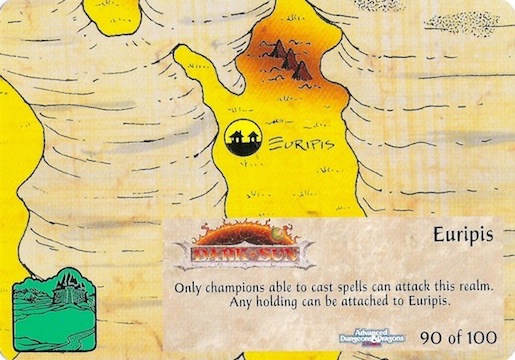 EURIPIS
DARK SUN
Euripis
Only champions able to cast spells can attack this realm.
Any holding can be attached to Euripis.
Advanced
Dungeons & Dragons
90 of 100